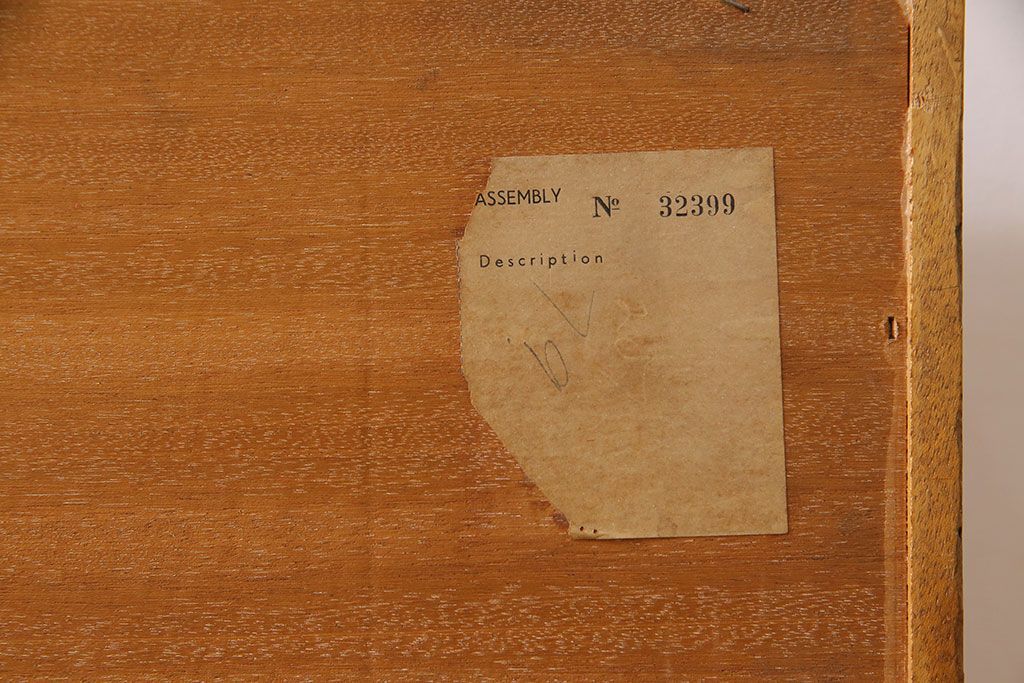 ASSEMBLY Nº 32399
Description